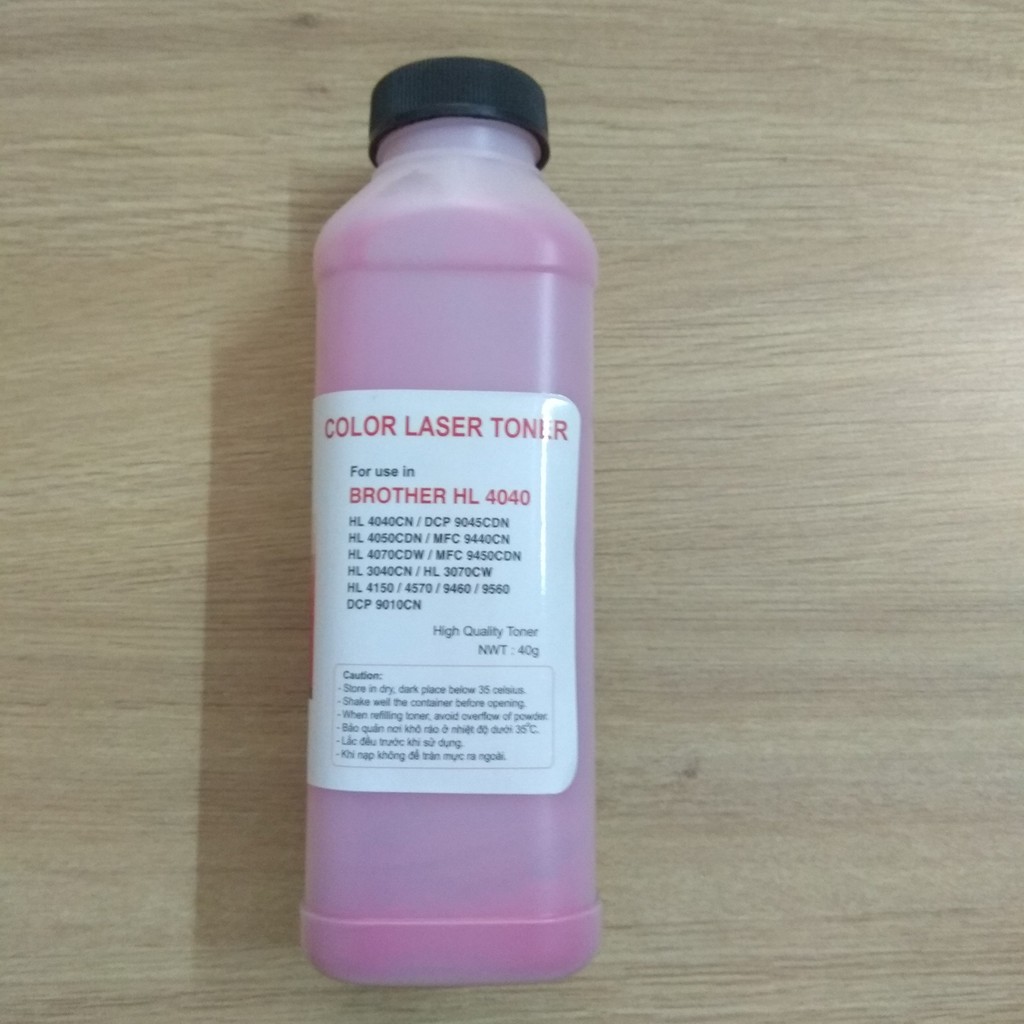 COLOR LASER TONER
For use in
BROTHER HL 4040
HL 4040CN / DCP 9045CDN
HL 4050CDN / MFC 9440CN
HL 4070CDW / MFC 9450CDN
HL 3040CN / HL 3070CW
HL 4150 / 4570 / 9460 / 9560
DCP 9010CN
High Quality Toner
NWT : 40g
Caution:
- Store in dry, dark place below 35 celsius.
- Shake well the container before opening.
- When refilling toner, avoid overflow of powder.
- Bảo quản nơi khô ráo ở nhiệt độ dưới 35°C.
- Lắc đều trước khi sử dụng.
- Khi nạp không để tràn mực ra ngoài.